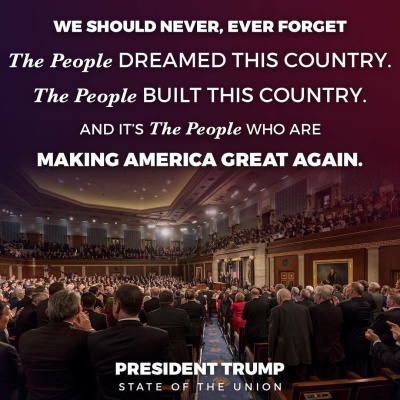 WE SHOULD NEVER, EVER FORGET
The People DREAMED THIS COUNTRY.
The People BUILT THIS COUNTRY.
AND IT'S The People WHO ARE
MAKING AMERICA GREAT AGAIN.
PRESIDENT TRUMP
STATE OF THE UNION